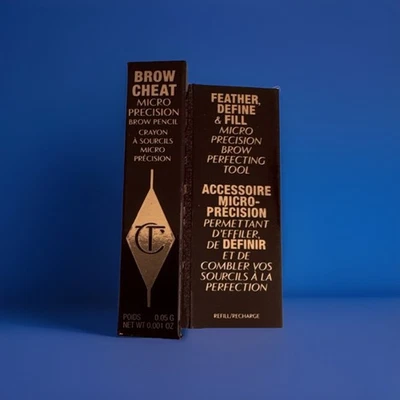 BROW
CHEAT
MICRO
PRECISION
BROW PENCIL
CRAYON
À SOURCILS
MICRO
PRÉCISION
CT
POIDS 0.05 G
NET WT 0.001 OZ
FEATHER,
DEFINE
& FILL
MICRO
PRECISION
BROW
PERFECTING
TOOL
ACCESSOIRE
MICRO-
PRÉCISION
PERMETTANT
D'EFFILER,
DE DÉFINIR
ET DE
COMBLER VOS
SOURCILS À LA
PERFECTION
REFILL/RECHARGE